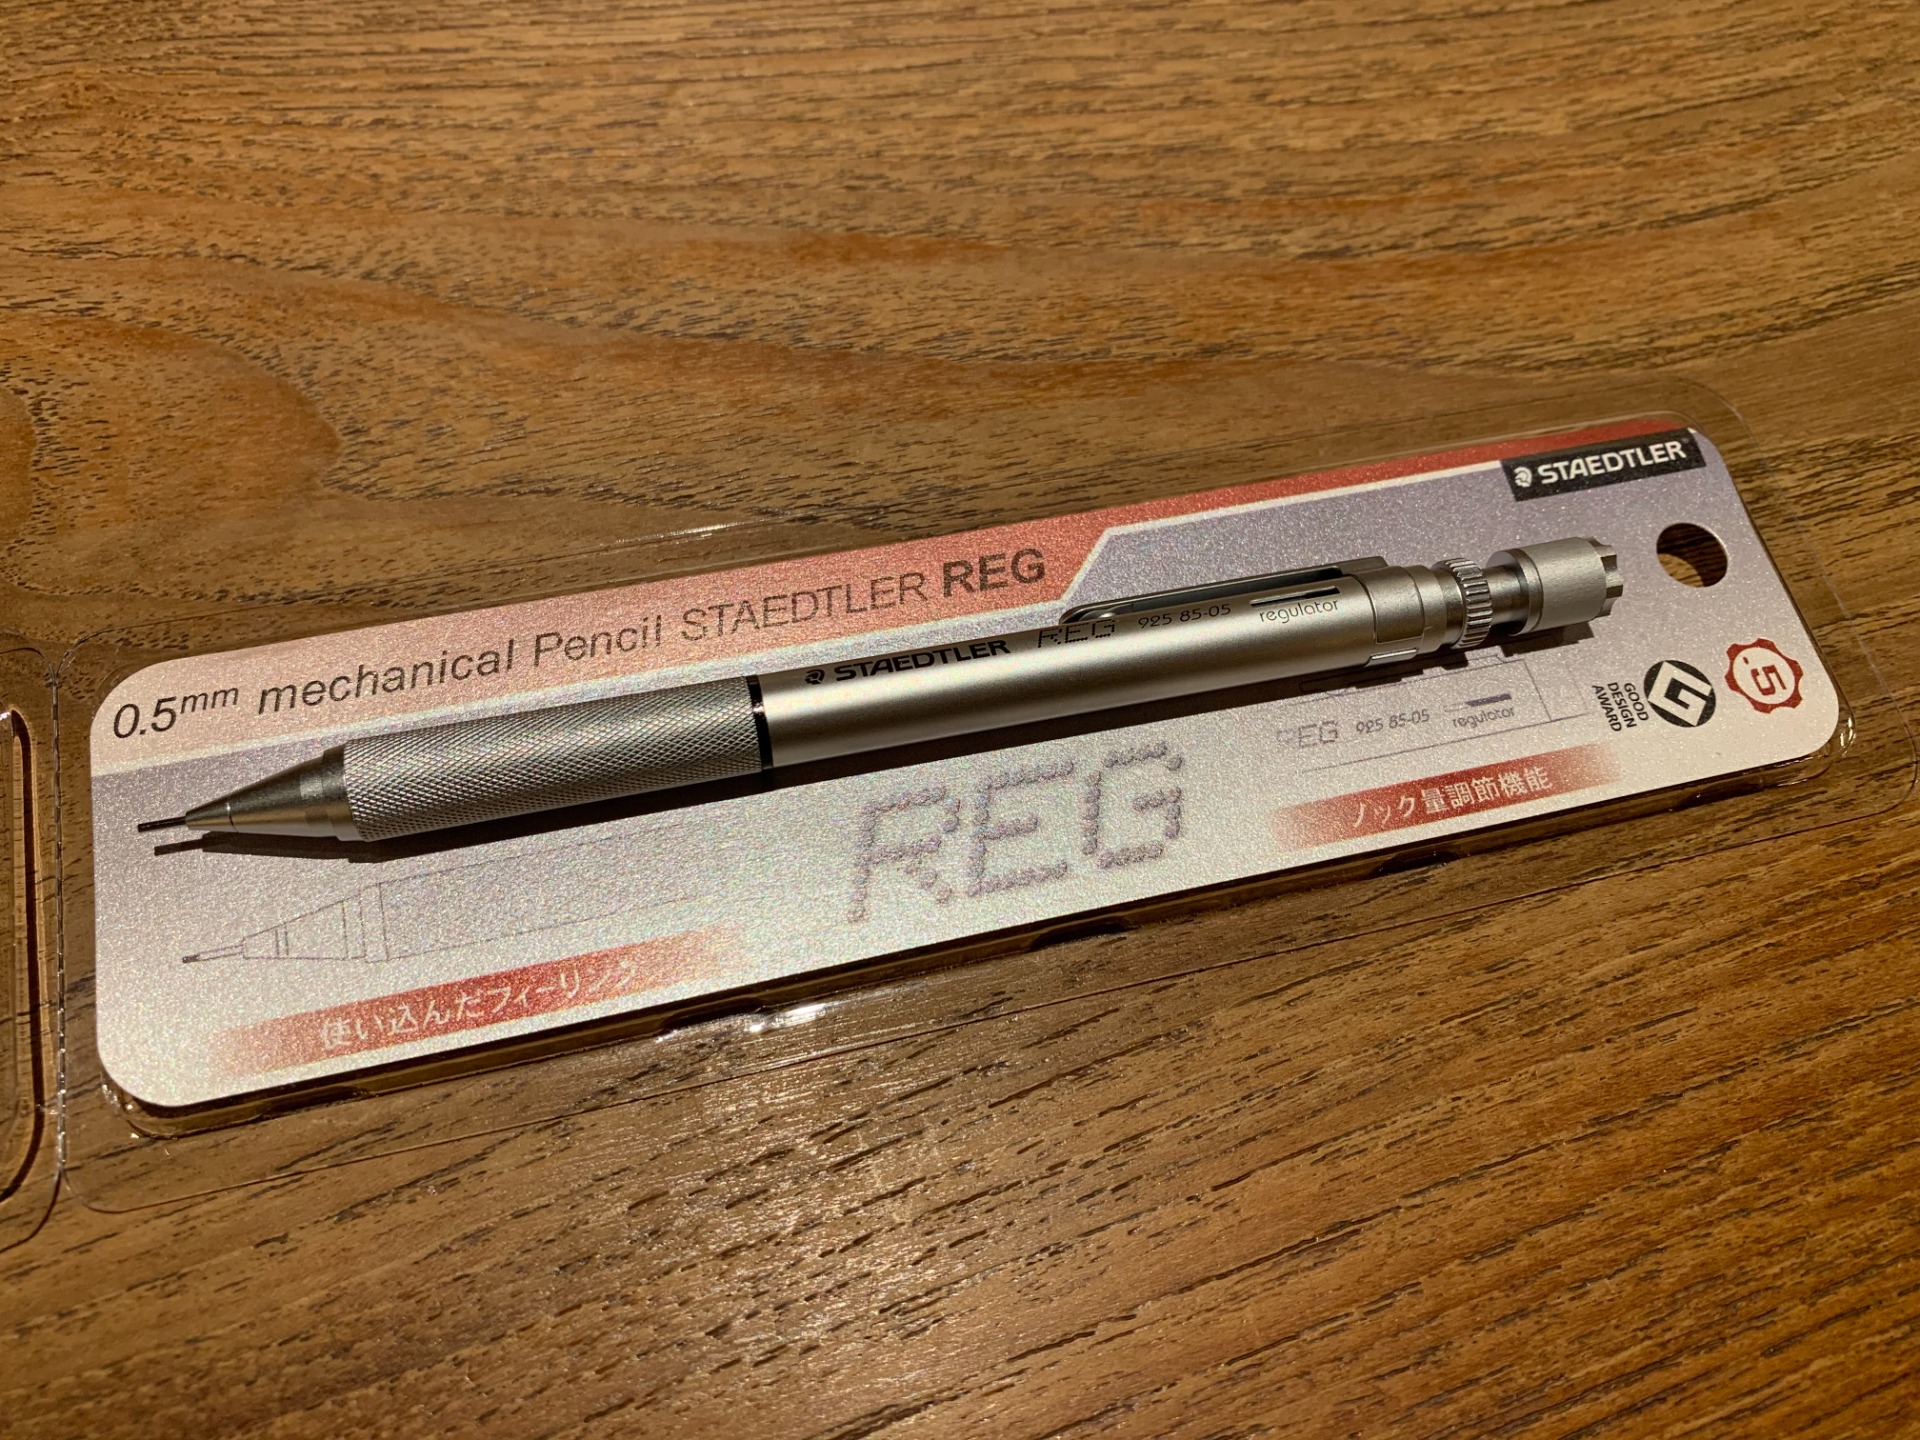 STAEDTLER
0.5mm mechanical Pencil STAEDTLER REG
STAEDTLER REG 925 85-05 regulator
REG 925 85-05 regulator
GOOD
DESIGN
AWARD
G
.5
REG
ノック量調節機能
使い込んだフィーリング